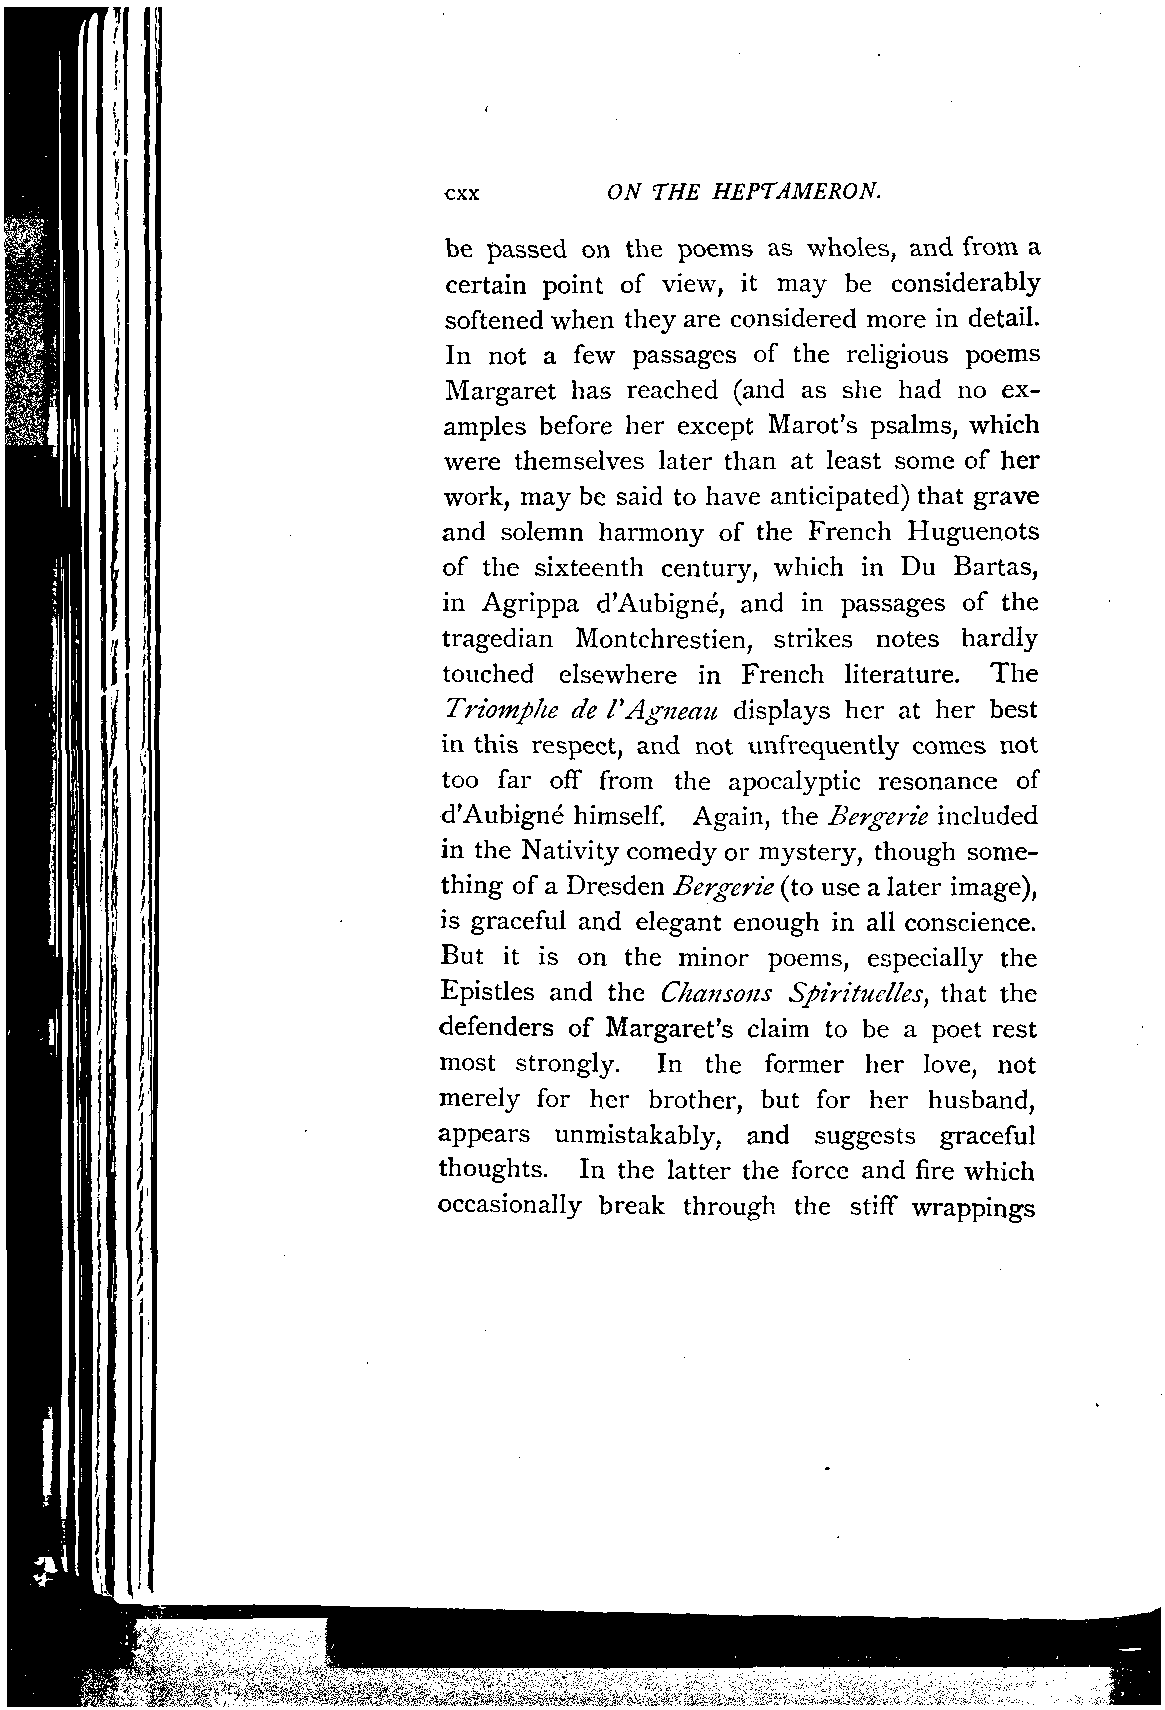 cxx ON THE HEPTAMERON.
be passed on the poems as wholes, and from a
certain point of view, it may be considerably
softened when they are considered more in detail.
In not a few passages of the religious poems
Margaret has reached (and as she had no ex-
amples before her except Marot's psalms, which
were themselves later than at least some of her
work, may be said to have anticipated) that grave
and solemn harmony of the French Huguenots
of the sixteenth century, which in Du Bartas,
in Agrippa d'Aubigné, and in passages of the
tragedian Montchrestien, strikes notes hardly
touched elsewhere in French literature. The
Triomphe de l'Agneau displays her at her best
in this respect, and not unfrequently comes not
too far off from the apocalyptic resonance of
d'Aubigné himself. Again, the Bergerie included
in the Nativity comedy or mystery, though some-
thing of a Dresden Bergerie (to use a later image),
is graceful and elegant enough in all conscience.
But it is on the minor poems, especially the
Epistles and the Chansons Spirituelles, that the
defenders of Margaret's claim to be a poet rest
most strongly. In the former her love, not
merely for her brother, but for her husband,
appears unmistakably, and suggests graceful
thoughts. In the latter the force and fire which
occasionally break through the stiff wrappings